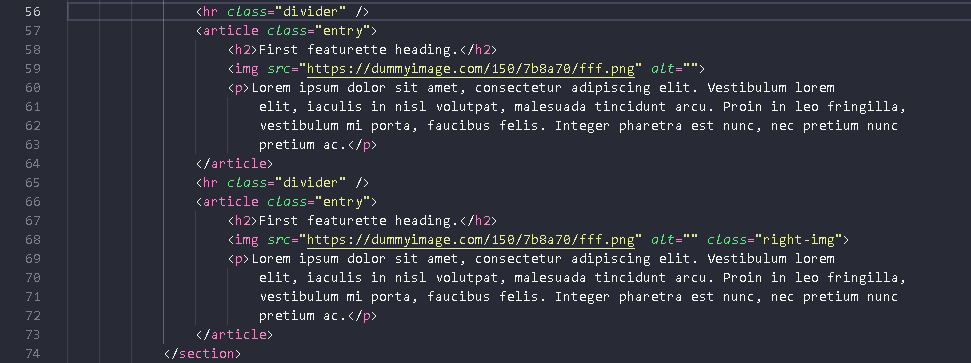 56 <hr class="divider" />
57 <article class="entry">
58 <h2>First featurette heading.</h2>
59 <img src="https://dummyimage.com/150/7b8a70/fff.png" alt="">
60 <p>Lorem ipsum dolor sit amet, consectetur adipiscing elit. Vestibulum lorem
61 elit, iaculis in nisl volutpat, malesuada tincidunt arcu. Proin in leo fringilla,
62 vestibulum mi porta, faucibus felis. Integer pharetra est nunc, nec pretium nunc
63 pretium ac.</p>
64 </article>
65 <hr class="divider" />
66 <article class="entry">
67 <h2>First featurette heading.</h2>
68 <img src="https://dummyimage.com/150/7b8a70/fff.png" alt="" class="right-img">
69 <p>Lorem ipsum dolor sit amet, consectetur adipiscing elit. Vestibulum lorem
70 elit, iaculis in nisl volutpat, malesuada tincidunt arcu. Proin in leo fringilla,
71 vestibulum mi porta, faucibus felis. Integer pharetra est nunc, nec pretium nunc
72 pretium ac.</p>
73 </article>
74 </section>